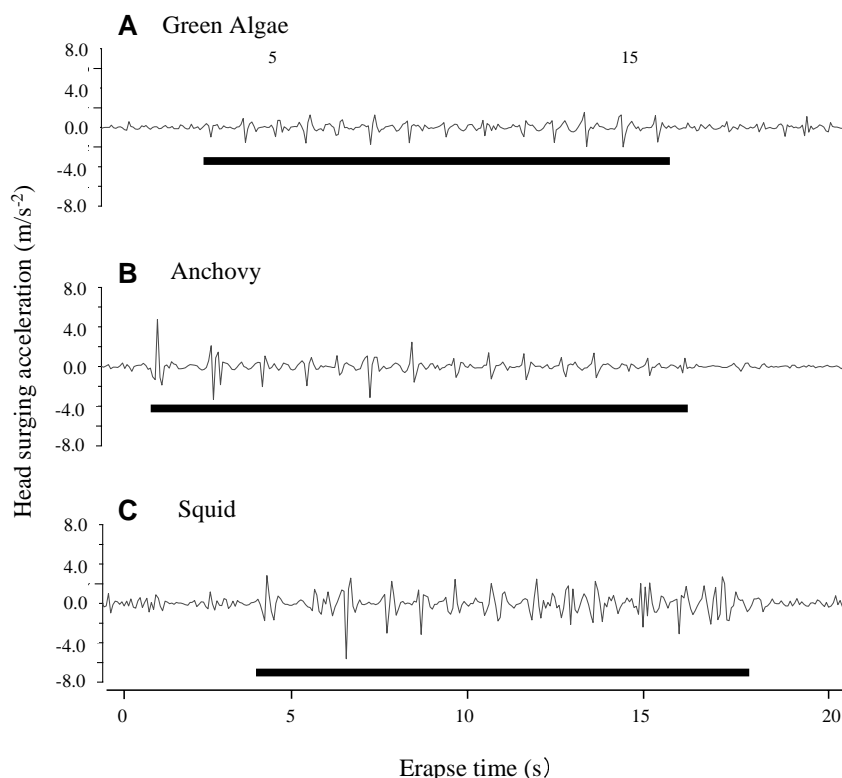 A Green Algae
8.0
5 15
4.0
0.0
-4.0
-8.0
B Anchovy
8.0
4.0
0.0
-4.0
-8.0
C Squid
8.0
4.0
0.0
-4.0
-8.0
0 5 10 15 20
Erapse time (s)
Head surging acceleration (m/s-2)